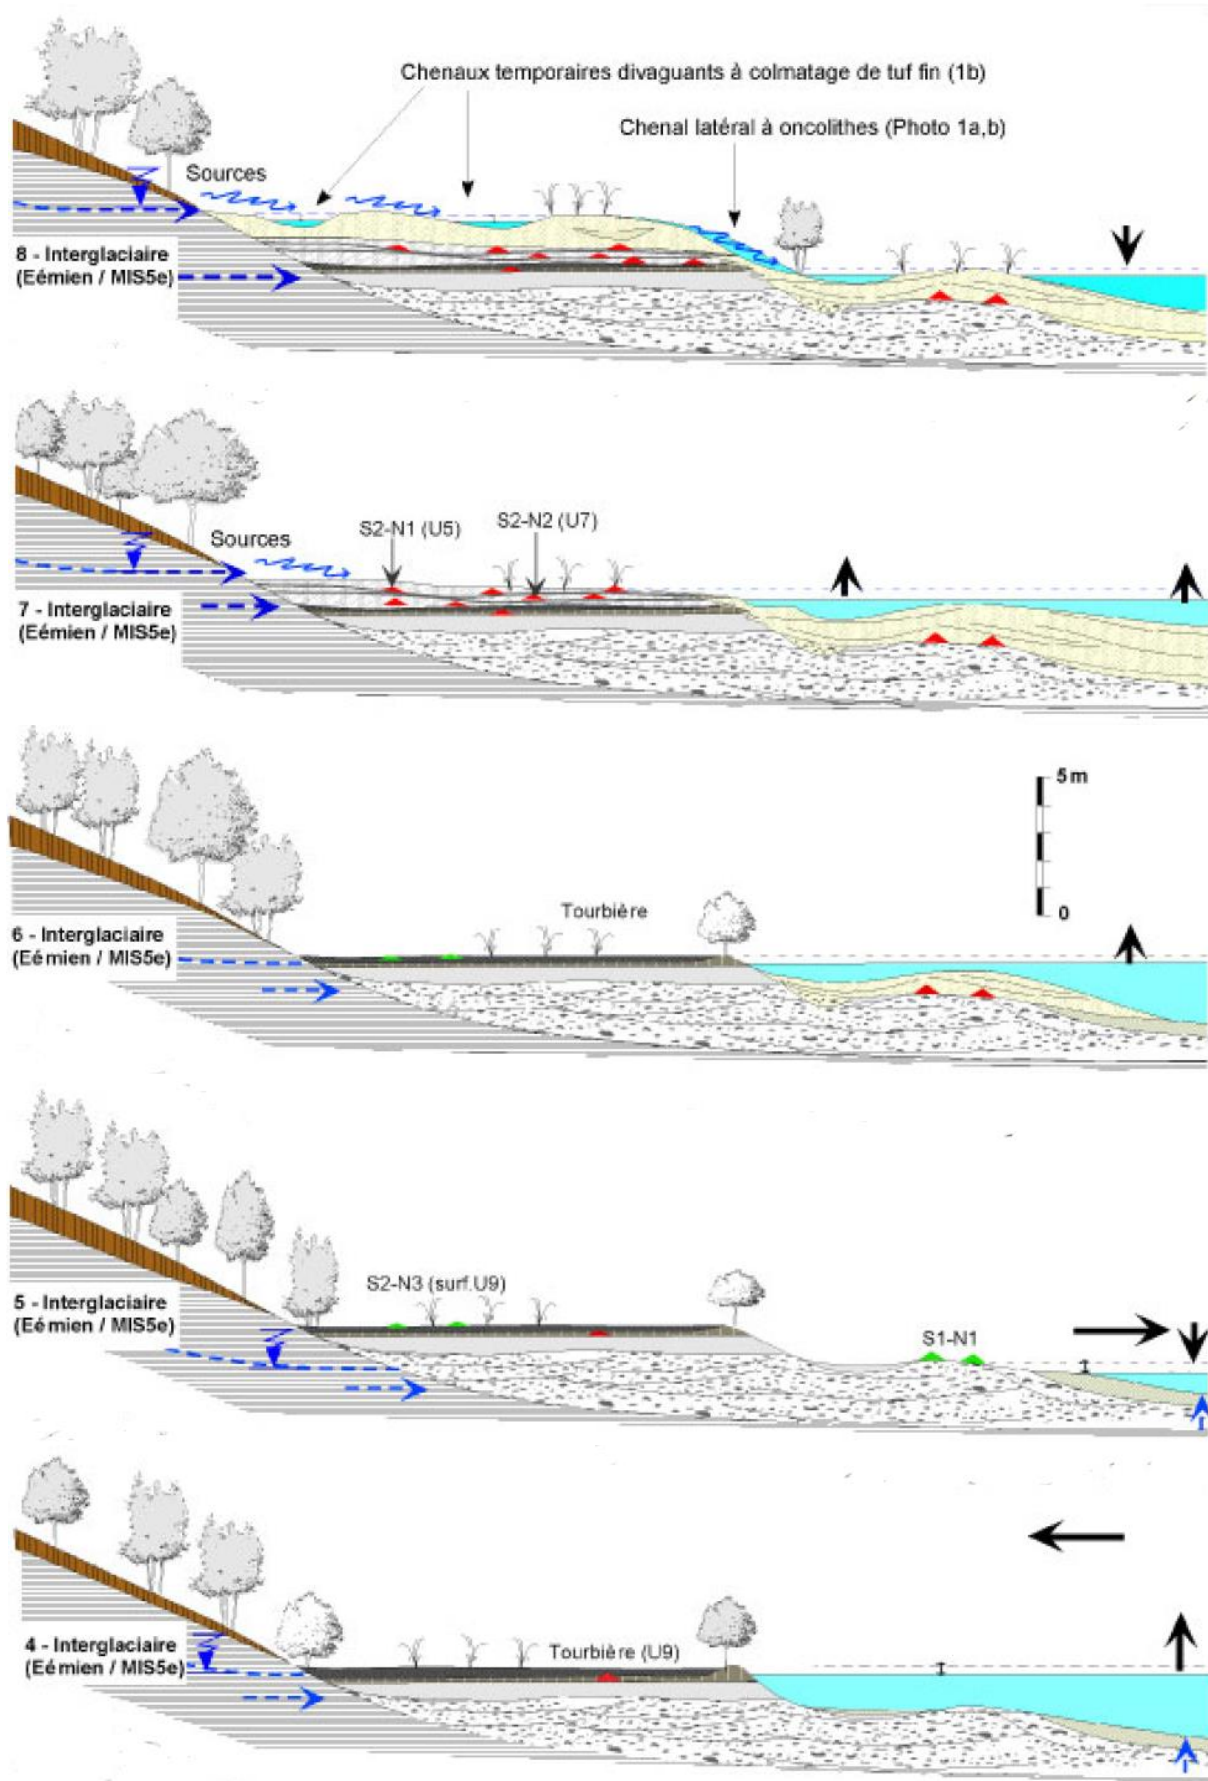 Chenaux temporaires divaguants à colmatage de tuf fin (1b)
Chenal latéral à oncolithes (Photo 1a,b)
Sources
8 - Interglaciaire
(Eémien / MIS5e)
S2-N1 (U5)
S2-N2 (U7)
Sources
7 - Interglaciaire
(Eémien / MIS5e)
5 m
0
Tourbière
6 - Interglaciaire
(Eémien / MIS5e)
S2-N3 (surf.U9)
5 - Interglaciaire
(Eémien / MIS5e)
S1-N1
4 - Interglaciaire
(Eémien / MIS5e)
Tourbière (U9)